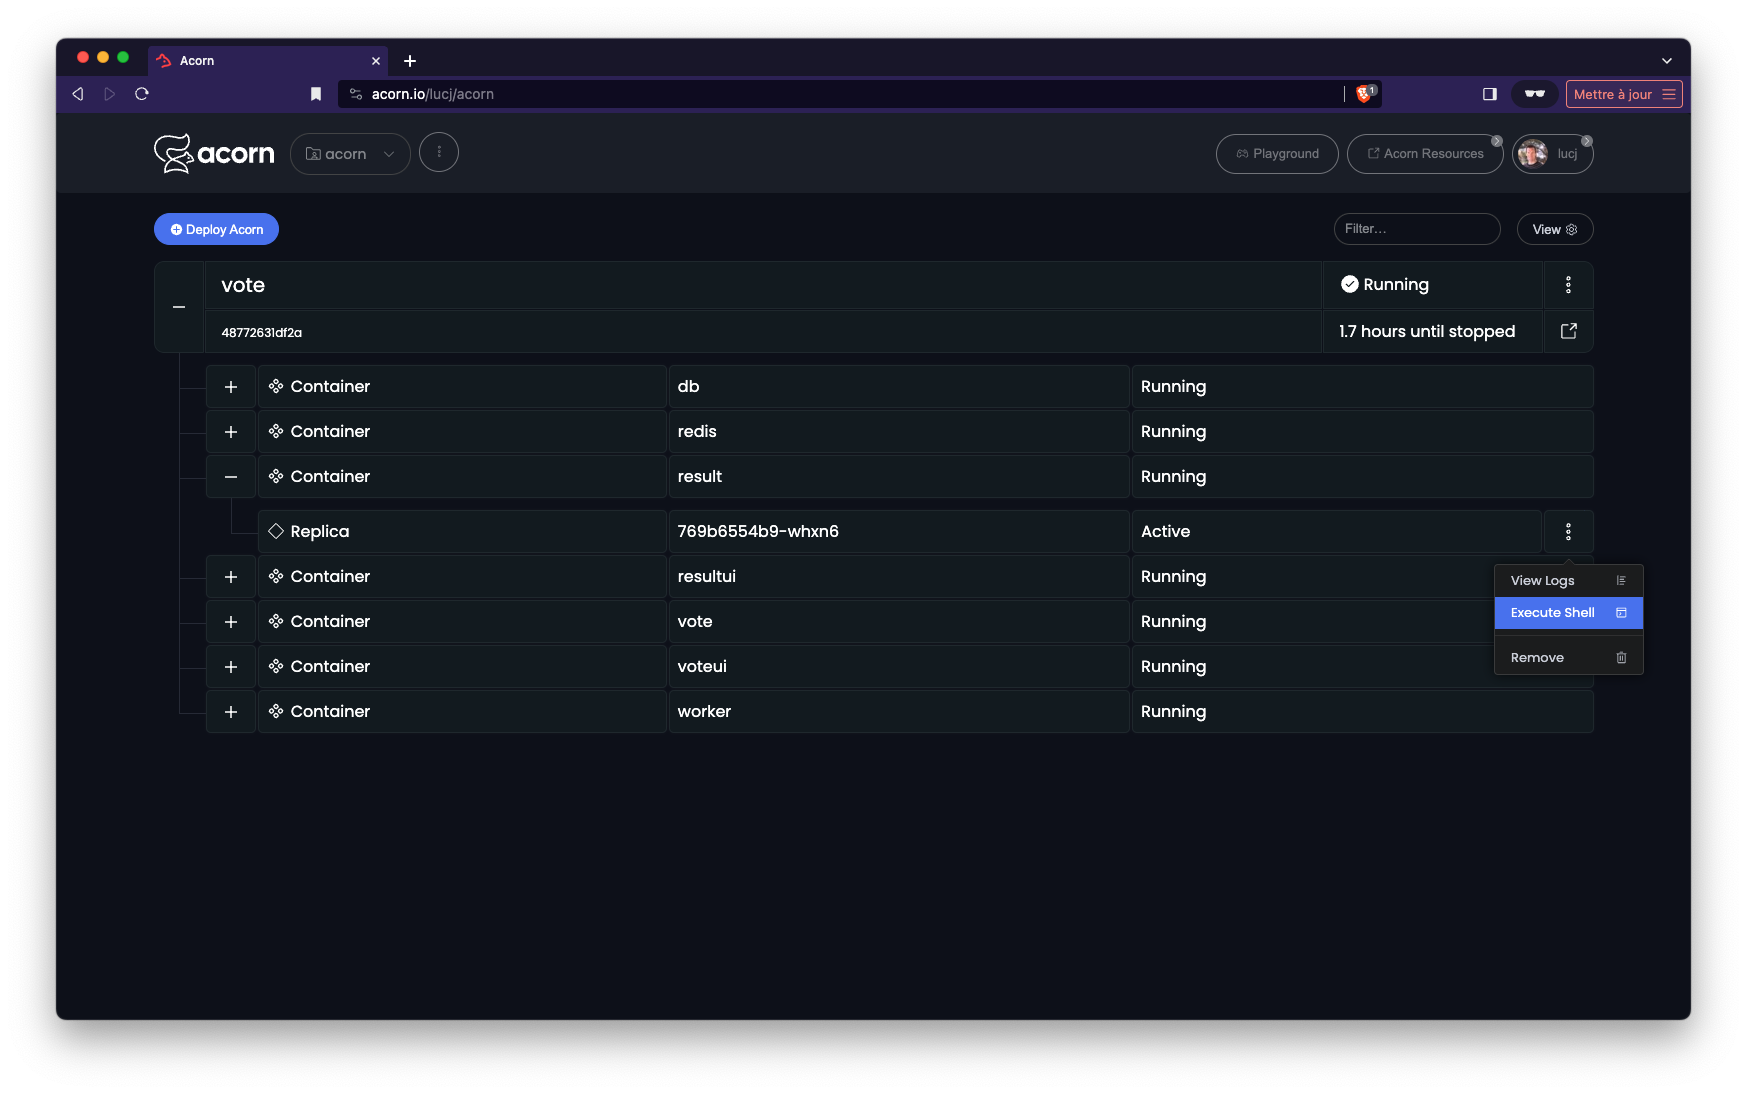 Acorn
acorn.io/lucj/acorn
1
Mettre à jour
acorn
acorn
Playground
Acorn Resources
lucj
Deploy Acorn
Filter...
View
vote
Running
48772631df2a
1.7 hours until stopped
Container db Running
Container redis Running
Container result Running
Replica 769b6554b9-whxn6 Active
Container resultui Running
View Logs
Execute Shell
Container vote Running
Remove
Container voteui Running
Container worker Running